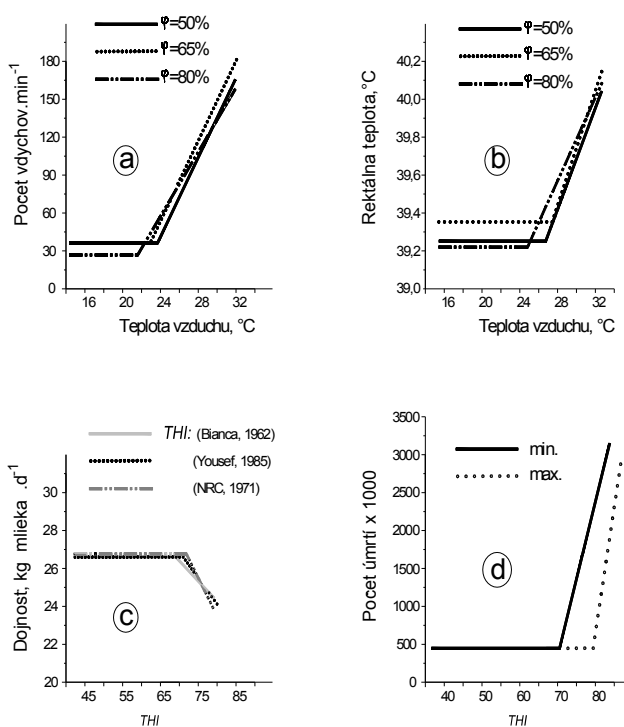 φ=50%
φ=65%
φ=80%
Pocet vdychov.min-1
180
150
120
90
60
30
0
a
16 20 24 28 32
Teplota vzduchu, °C
φ=50%
φ=65%
φ=80%
Rektálna teplota,°C
40,2
40,0
39,8
39,6
39,4
39,2
39,0
b
16 20 24 28 32
Teplota vzduchu, °C
THI: (Bianca, 1962)
(Yousef, 1985)
(NRC, 1971)
Dojnost, kg mlieka .d-1
30
28
26
24
22
20
c
45 55 65 75 85
THI
min.
max.
Pocet úmrtí x 1000
3500
3000
2500
2000
1500
1000
500
0
d
40 50 60 70 80
THI